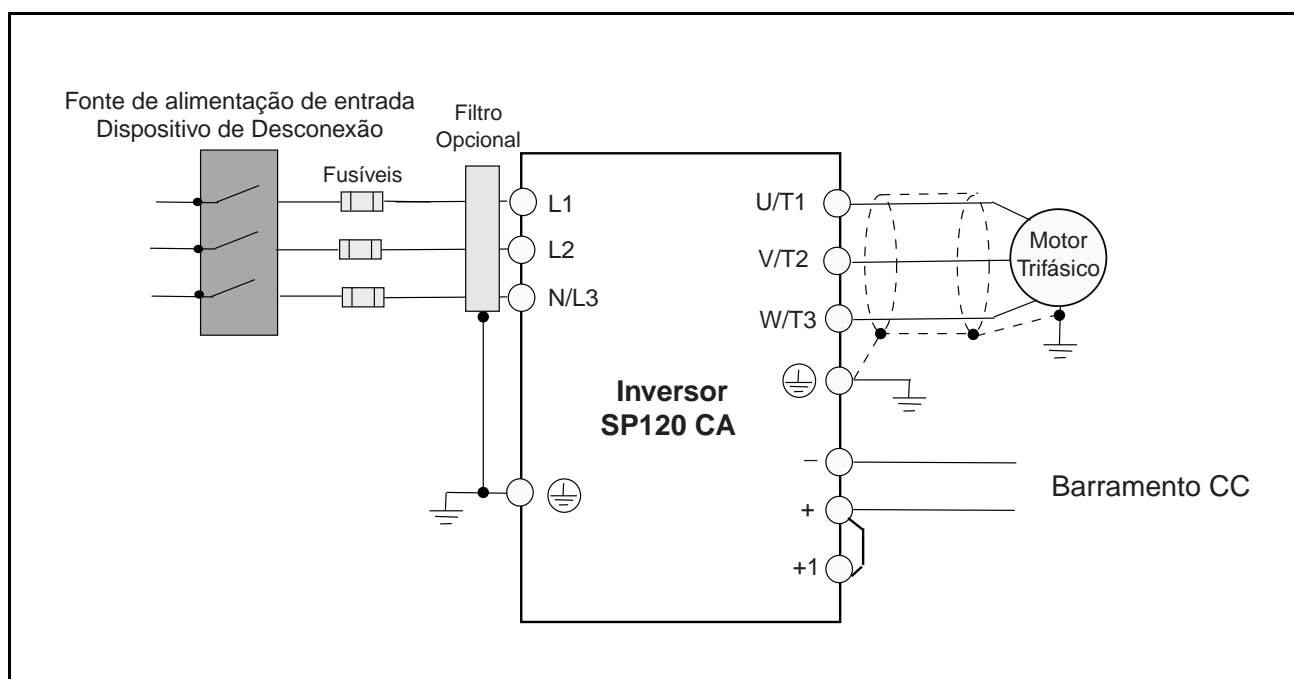 Fonte de alimentação de entrada
Dispositivo de Desconexão
Filtro
Opcional
Fusíveis
L1
L2
N/L3
U/T1
V/T2
W/T3
Motor
Trifásico
Inversor
SP120 CA
–
+
+1
Barramento CC